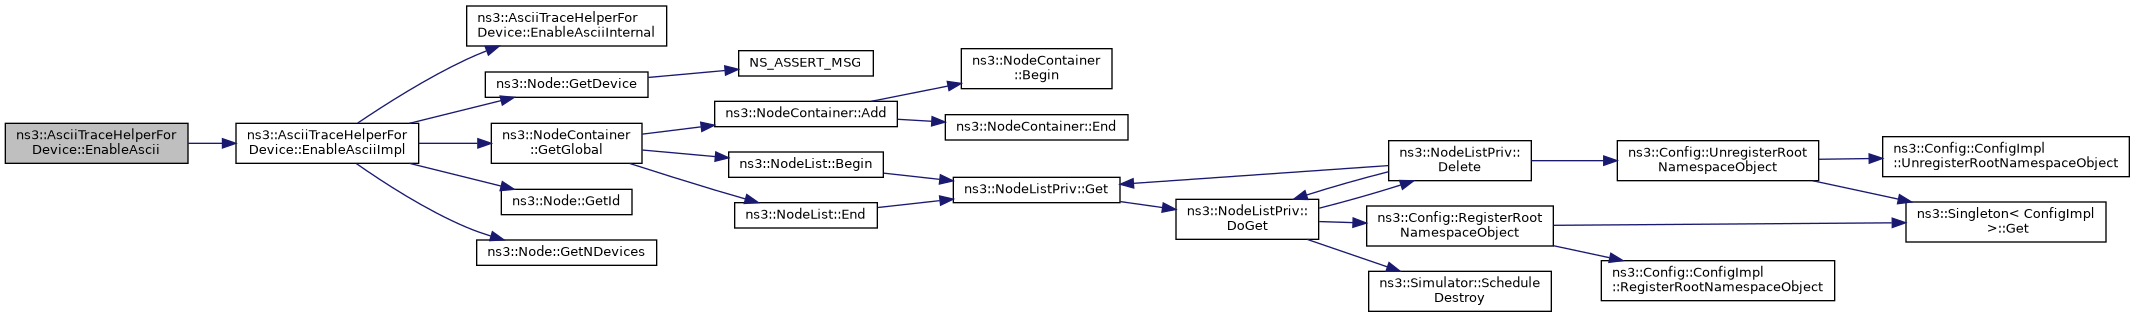 ns3::AsciiTraceHelperFor
Device::EnableAscii
ns3::AsciiTraceHelperFor
Device::EnableAsciiImpl
ns3::AsciiTraceHelperFor
Device::EnableAsciiInternal
ns3::Node::GetDevice
NS_ASSERT_MSG
ns3::NodeContainer
::GetGlobal
ns3::NodeContainer::Add
ns3::NodeContainer
::Begin
ns3::NodeContainer::End
ns3::NodeList::Begin
ns3::NodeListPriv::Get
ns3::NodeListPriv::
DoGet
ns3::NodeListPriv::
Delete
ns3::Config::UnregisterRoot
NamespaceObject
ns3::Config::ConfigImpl
::UnregisterRootNamespaceObject
ns3::Singleton< ConfigImpl
>::Get
ns3::Config::RegisterRoot
NamespaceObject
ns3::Config::ConfigImpl
::RegisterRootNamespaceObject
ns3::Simulator::Schedule
Destroy
ns3::NodeList::End
ns3::Node::GetId
ns3::Node::GetNDevices